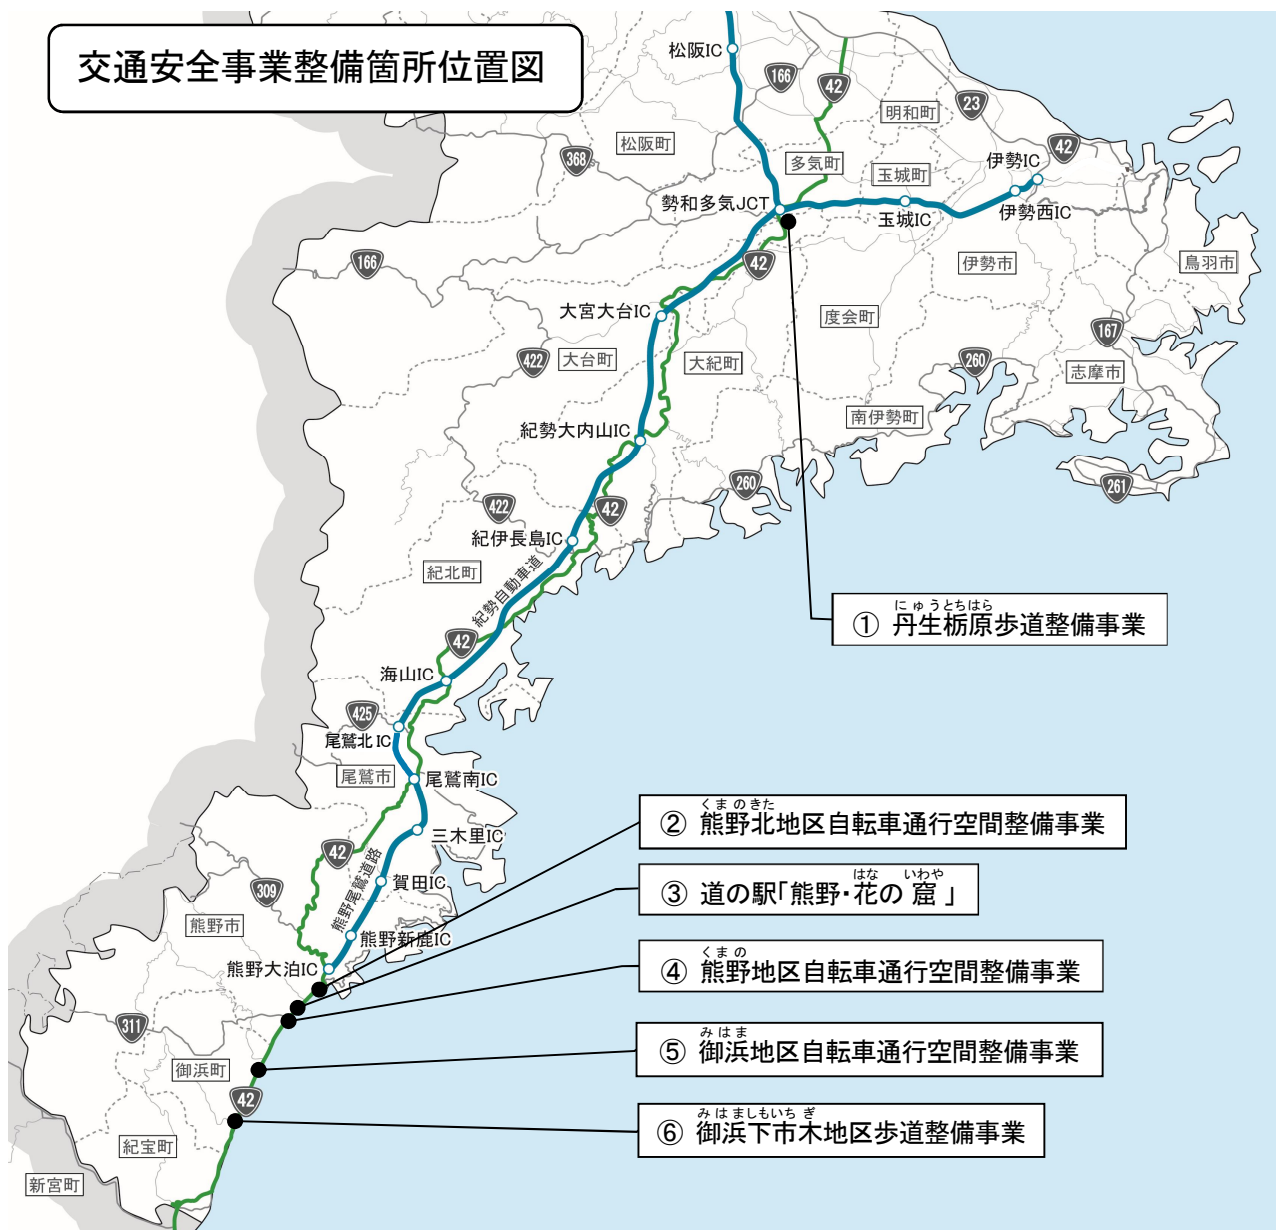 交通安全事業整備箇所位置図
松阪IC
166
42
23
明和町
松阪町
368
多気町
玉城町
伊勢IC
42
勢和多気JCT
玉城IC
伊勢西IC
166
42
伊勢市
鳥羽市
大宮大台IC
度会町
167
422
大台町
大紀町
260
志摩市
南伊勢町
紀勢大内山IC
260
261
422
42
紀伊長島IC
紀北町
紀勢自動車道
にゅうとちはら
① 丹生栃原歩道整備事業
42
海山IC
425
尾鷲北IC
尾鷲市
尾鷲南IC
くまのきた
② 熊野北地区自転車通行空間整備事業
三木里IC
42
熊野尾鷲道路
賀田IC
309
はな いわや
③ 道の駅「熊野・花の 窟 」
熊野市
熊野新鹿IC
熊野大泊IC
くまの
④ 熊野地区自転車通行空間整備事業
311
みはま
⑤ 御浜地区自転車通行空間整備事業
御浜町
42
みはましもいちぎ
⑥ 御浜下市木地区歩道整備事業
紀宝町
新宮町